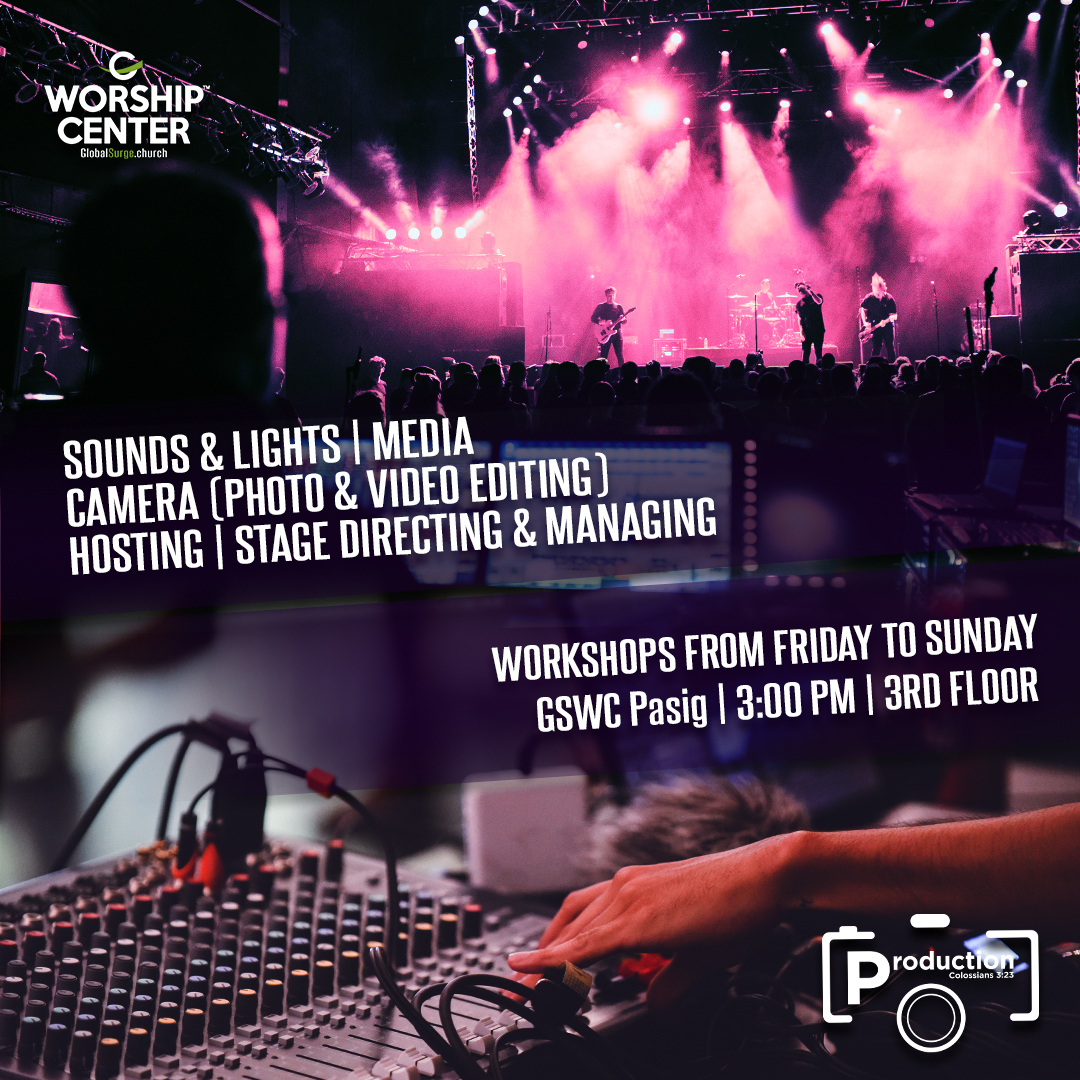 WORSHIP™
CENTER
GlobalSurge.church
SOUNDS & LIGHTS | MEDIA
CAMERA (PHOTO & VIDEO EDITING)
HOSTING | STAGE DIRECTING & MANAGING
WORKSHOPS FROM FRIDAY TO SUNDAY
GSWC Pasig | 3:00 PM | 3RD FLOOR
Production
Colossians 3:23